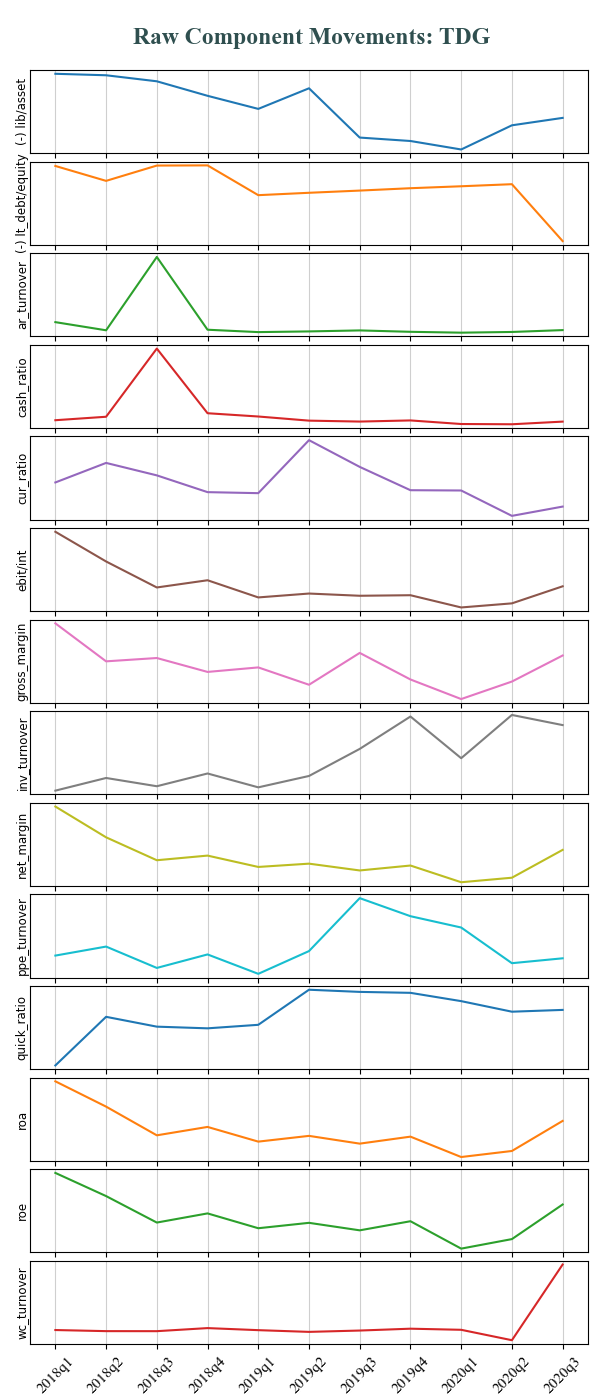 Raw Component Movements: TDG
(-) lib/asset
(-) lt_debt/equity
ar_turnover
cash_ratio
cur_ratio
ebit/int
gross_margin
inv_turnover
net_margin
ppe_turnover
quick_ratio
roa
roe
wc_turnover
2018q1 2018q2 2018q3 2018q4 2019q1 2019q2 2019q3 2019q4 2020q1 2020q2 2020q3